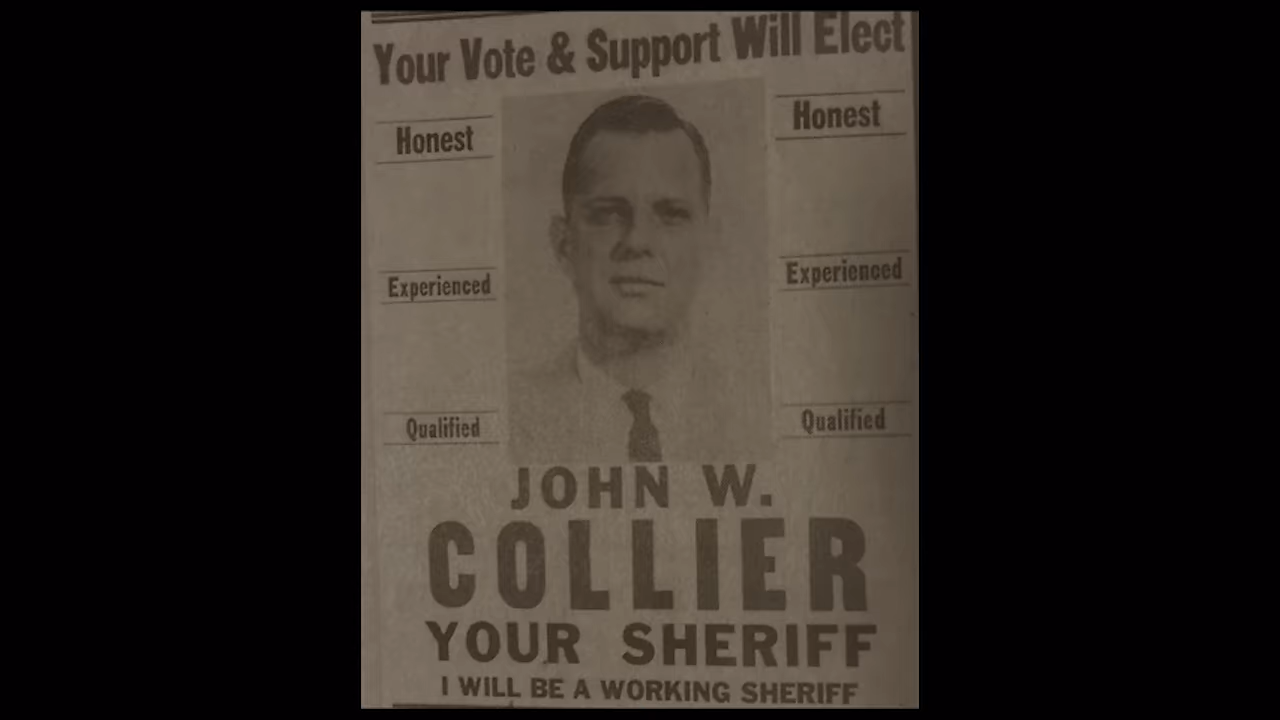 Your Vote & Support Will Elect
Honest
Honest
Experienced
Experienced
Qualified
Qualified
JOHN W.
COLLIER
YOUR SHERIFF
I WILL BE A WORKING SHERIFF